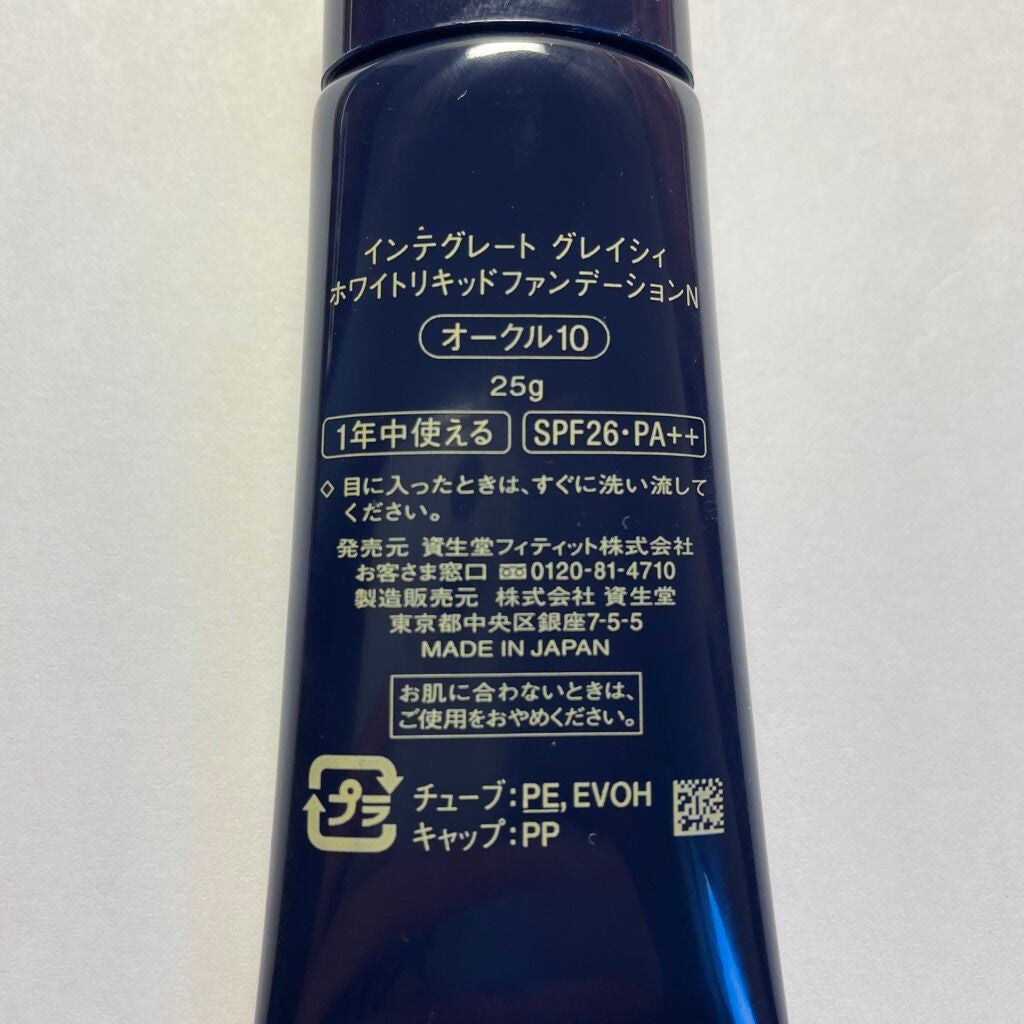 インテグレート グレイシィ
ホワイトリキッドファンデーションN
オークル10
25g
1年中使える SPF26・PA++
◇ 目に入ったときは、すぐに洗い流して
ください。
発売元 資生堂フィティット株式会社
お客さま窓口 0120-81-4710
製造販売元 株式会社 資生堂
東京都中央区銀座7-5-5
MADE IN JAPAN
お肌に合わないときは、
ご使用をおやめください。
プラ
チューブ:PE, EVOH
キャップ:PP